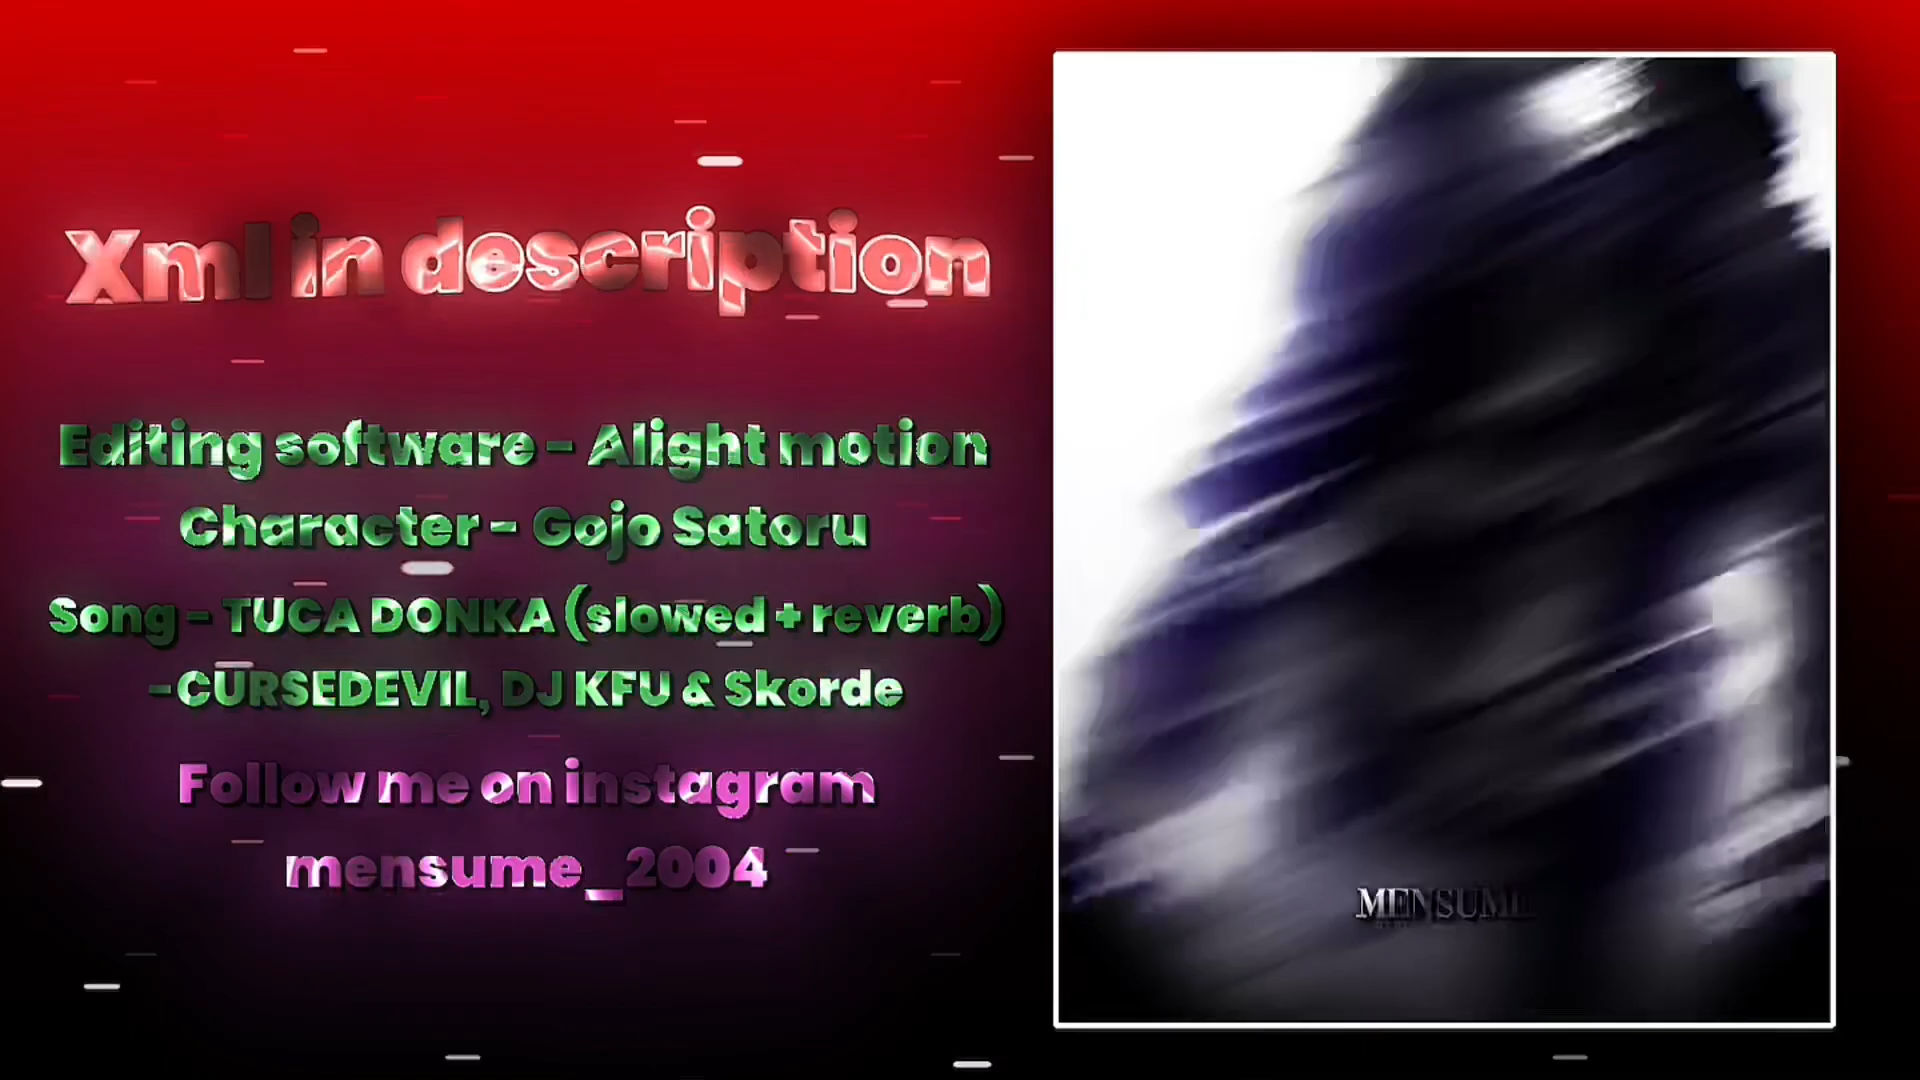 Xml in description
Editing software - Alight motion
Character - Gojo Satoru
Song - TUCA DONKA (slowed + reverb)
-CURSEDEVIL, DJ KFU & Skorde
Follow me on instagram
mensume_2004
MENSUME